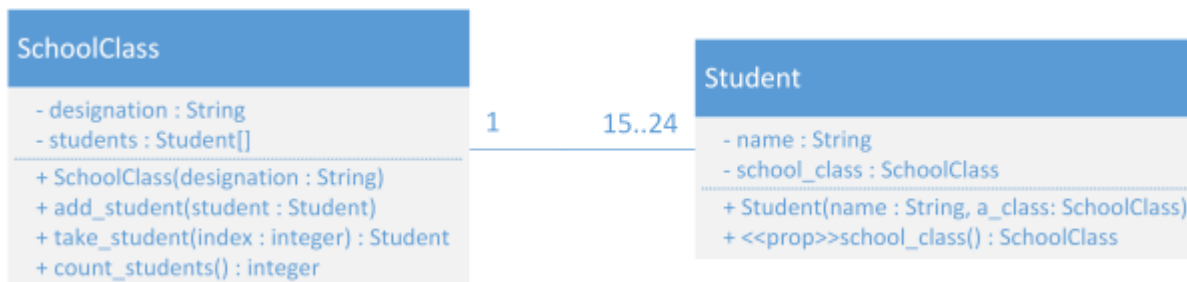 SchoolClass
- designation : String
- students : Student[]
+ SchoolClass(designation : String)
+ add_student(student : Student)
+ take_student(index : integer) : Student
+ count_students() : integer
1
15..24
Student
- name : String
- school_class : SchoolClass
+ Student(name : String, a_class: SchoolClass)
+ <<prop>>school_class() : SchoolClass